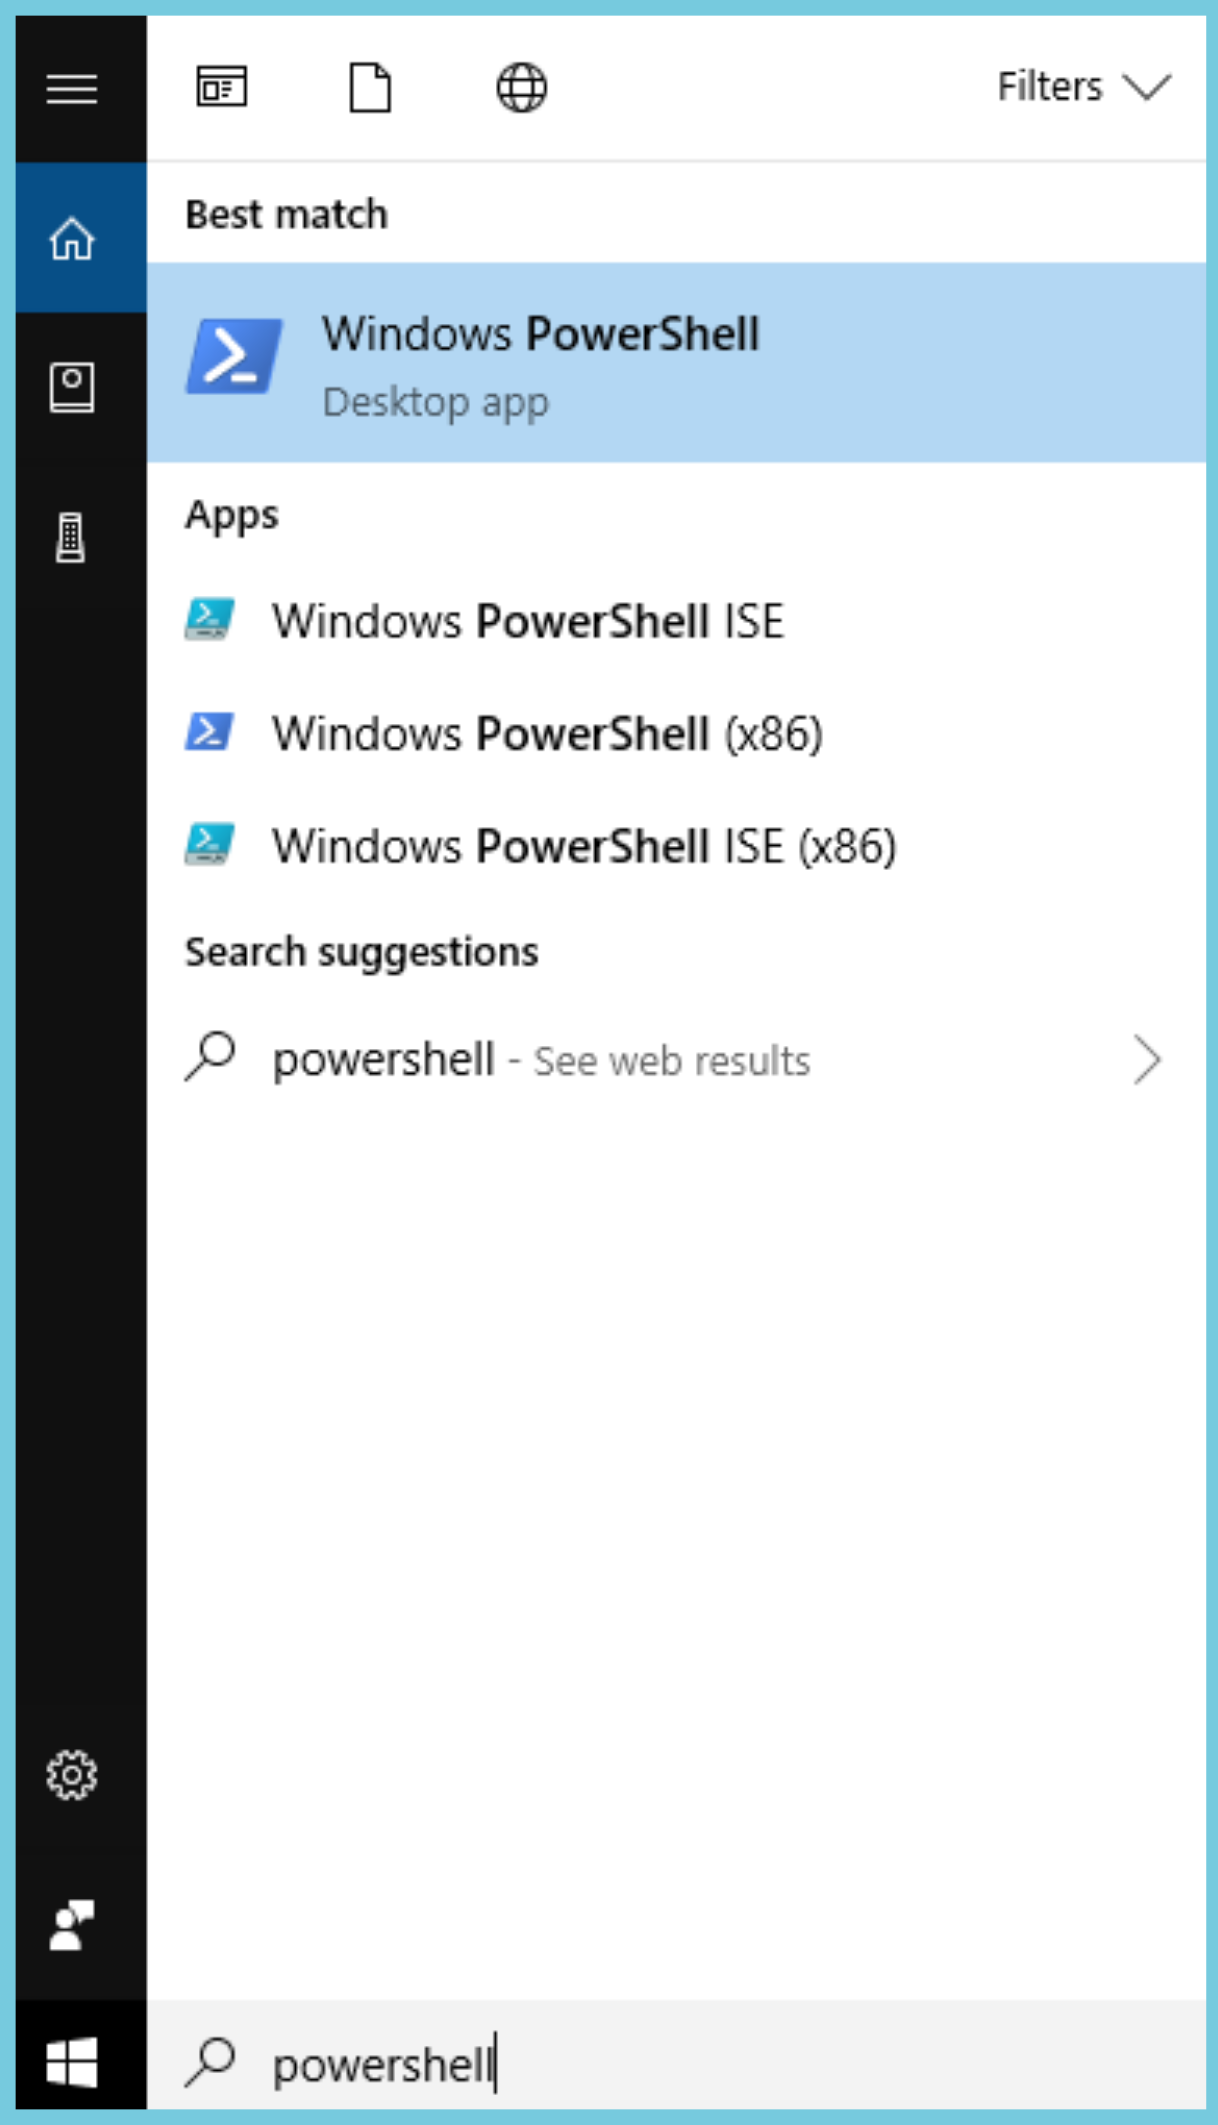 Filters
Best match
Windows PowerShell
Desktop app
Apps
Windows PowerShell ISE
Windows PowerShell (x86)
Windows PowerShell ISE (x86)
Search suggestions
powershell - See web results
powershell